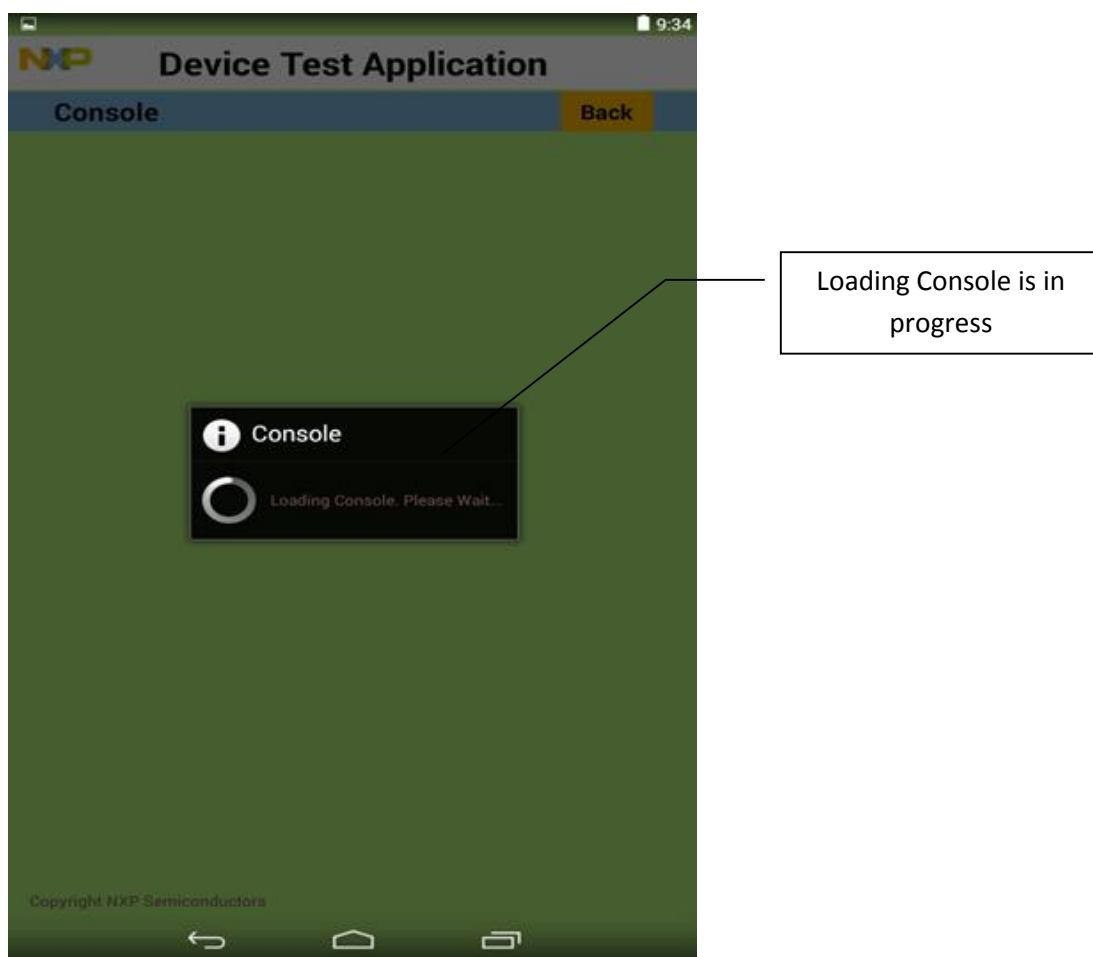 9:34
NXP Device Test Application
Console Back
Loading Console is in
progress
Console
Loading Console. Please Wait...
Copyright NXP Semiconductors